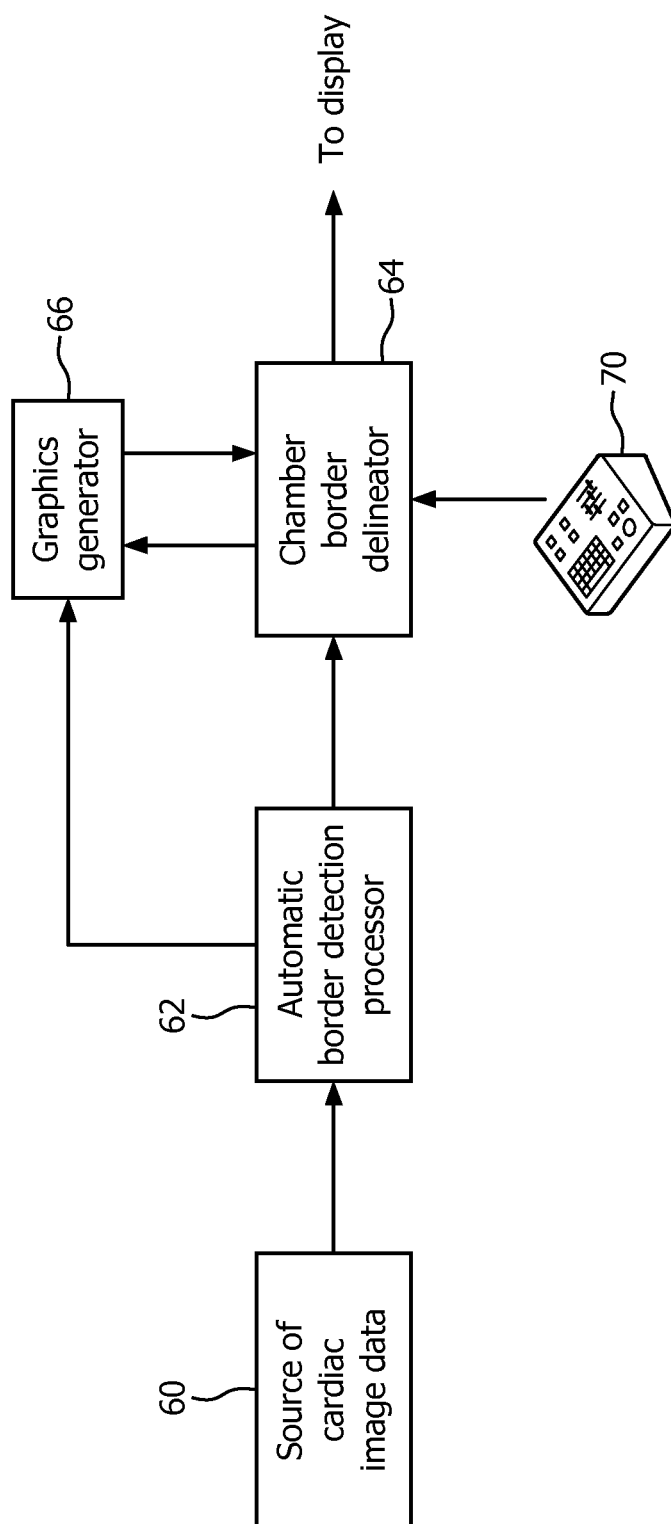 60
Source of
cardiac
image data
62
Automatic
border detection
processor
66
Graphics
generator
64
Chamber
border
delineator
70
To display